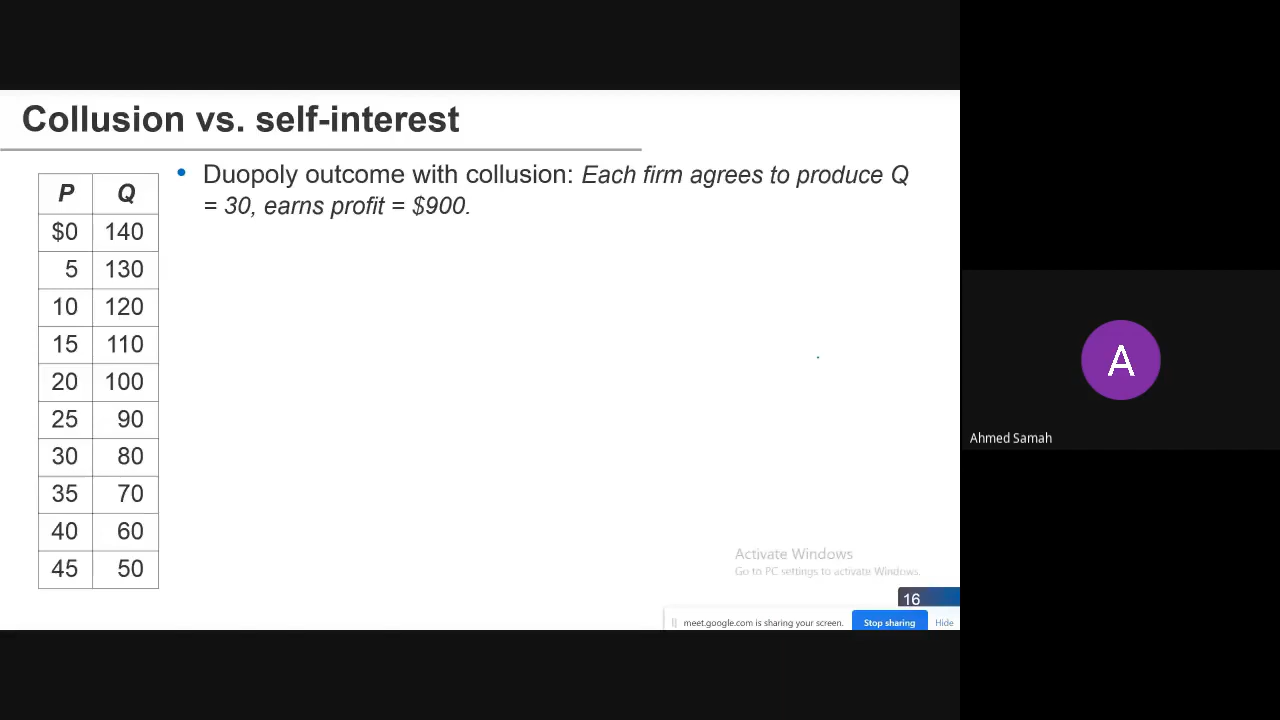 Collusion vs. self-interest
P Q
$0 140
5 130
10 120
15 110
20 100
25 90
30 80
35 70
40 60
45 50
• Duopoly outcome with collusion: Each firm agrees to produce Q
= 30, earns profit = $900.
A
Ahmed Samah
Activate Windows
Go to PC settings to activate Windows.
16
meet.google.com is sharing your screen. Stop sharing Hide